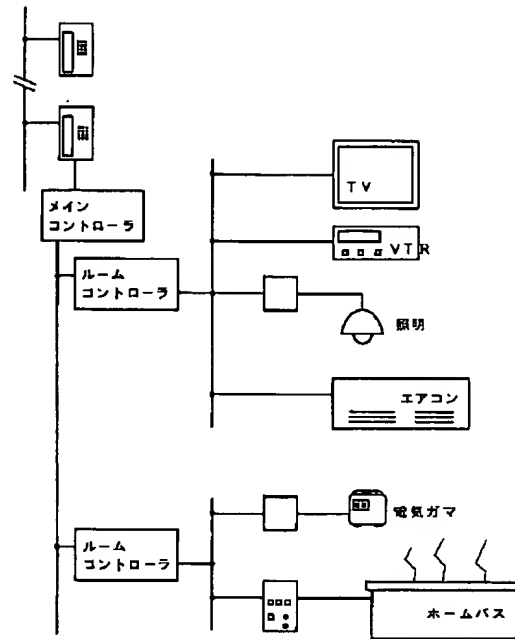 メイン
コントローラ
TV
VTR
ルーム
コントローラ
照明
エアコン
電気ガマ
ルーム
コントローラ
ホームバス